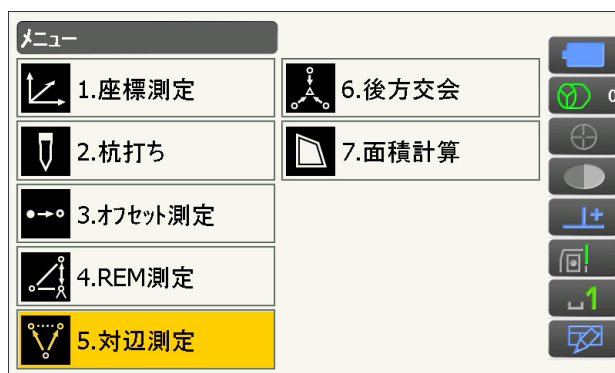 メニュー
1.座標測定
2.杭打ち
3.オフセット測定
4.REM測定
5.対辺測定
6.後方交会
7.面積計算
0
1